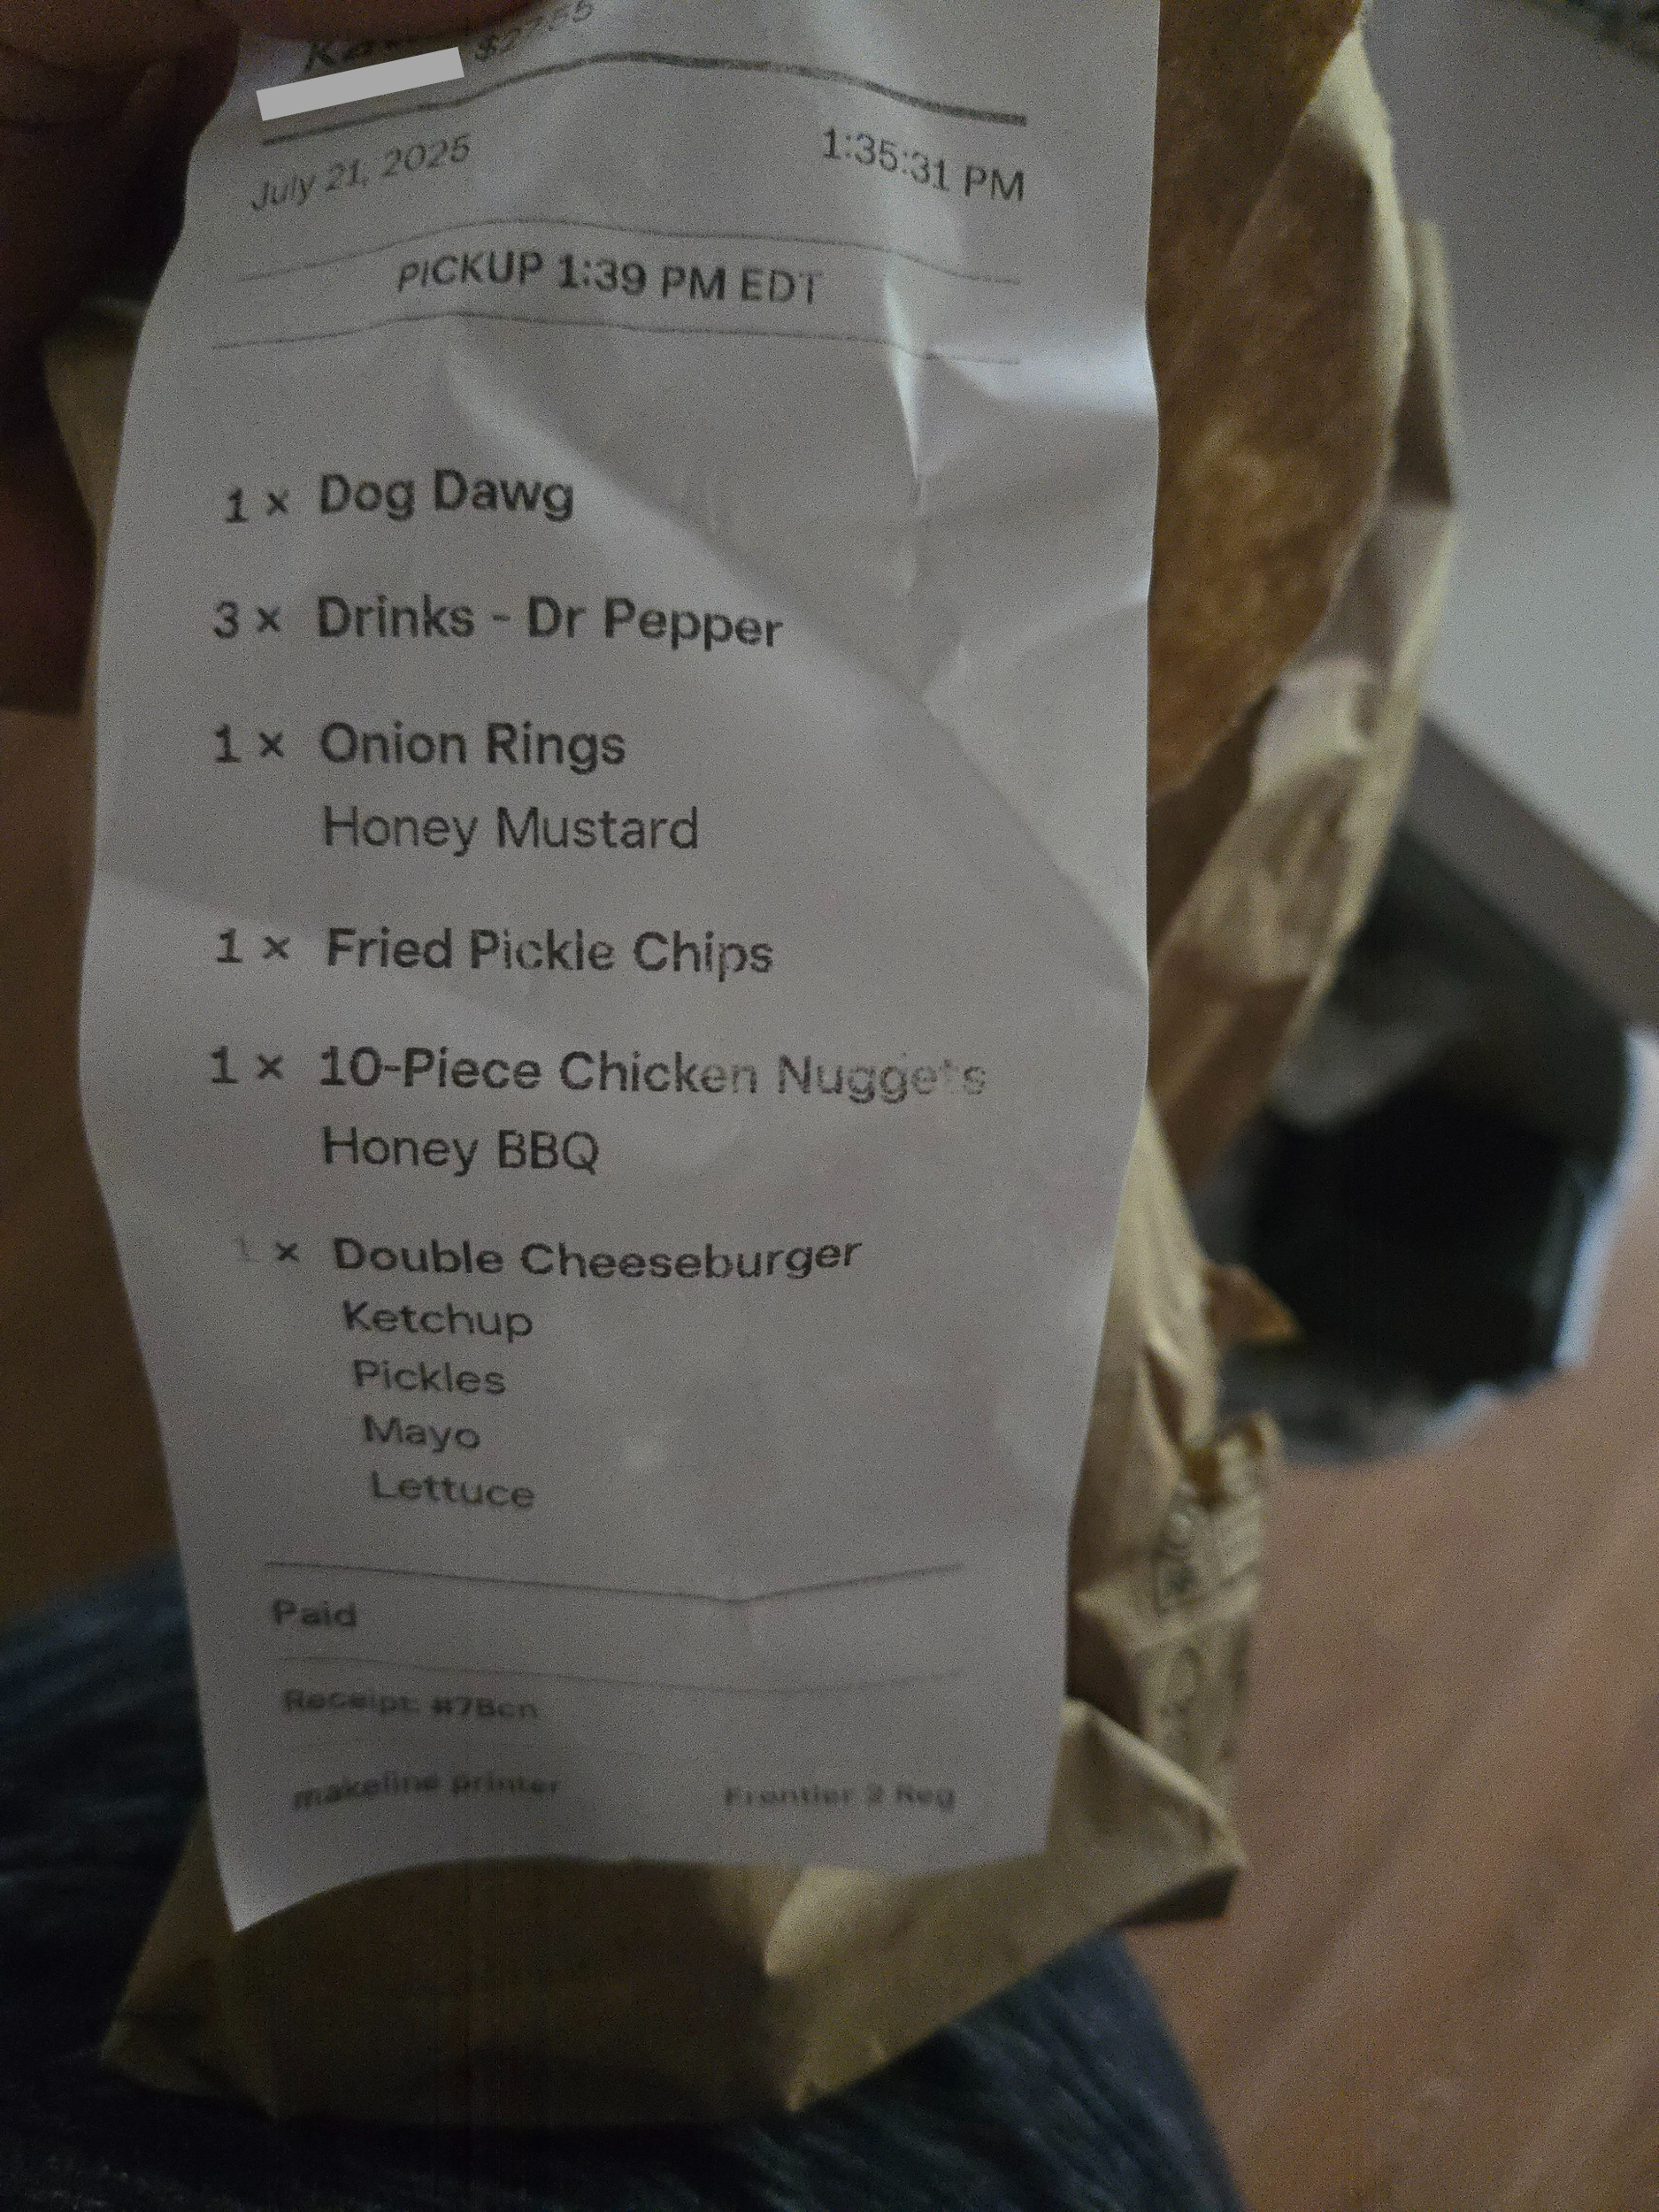 July 21, 2025 1:35:31 PM
PICKUP 1:39 PM EDT
1 × Dog Dawg
3 × Drinks - Dr Pepper
1 × Onion Rings
Honey Mustard
1 × Fried Pickle Chips
1 × 10-Piece Chicken Nuggets
Honey BBQ
1 × Double Cheeseburger
Ketchup
Pickles
Mayo
Lettuce
Paid
Receipt: #7Bcn
makeline printer Frontier 2 Reg